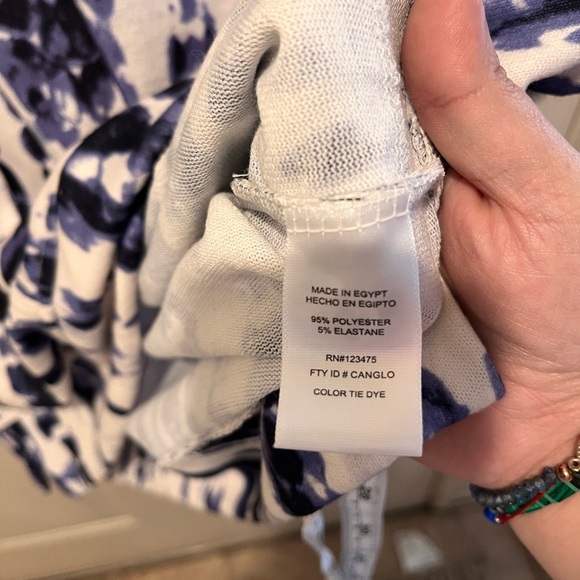 MADE IN EGYPT
HECHO EN EGIPTO
95% POLYESTER
5% ELASTANE
RN#123475
FTY ID # CANGLO
COLOR TIE DYE